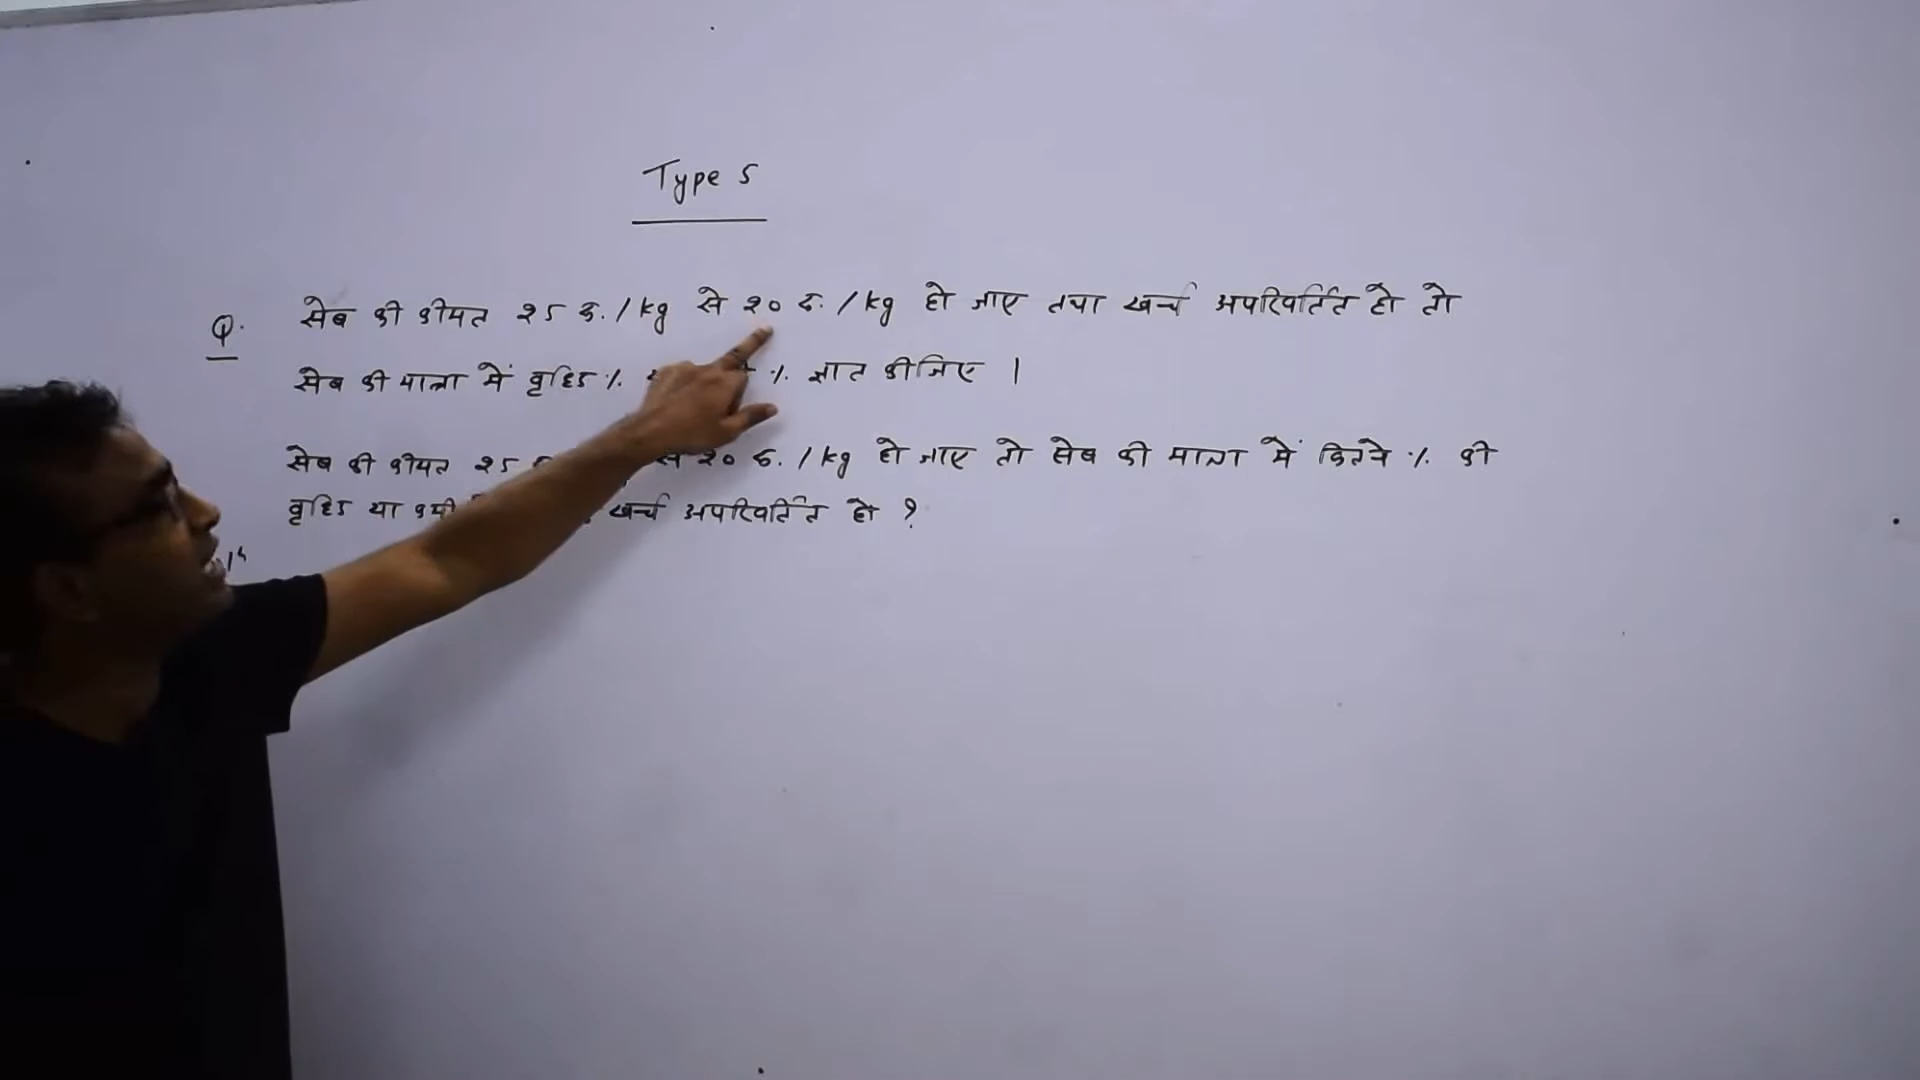 Type 5
Q. सेब की कीमत 25 रु. / kg से 20 रु. / kg हो जाए तथा खर्च अपरिवर्तित हो तो
सेब की मात्रा में वृद्धि % % ज्ञात कीजिए ।
सेब की कीमत 25 से 20 रु. / kg हो जाए तो सेब की मात्रा में कितने % की
वृद्धि या कमी खर्च अपरिवर्तित हो ?